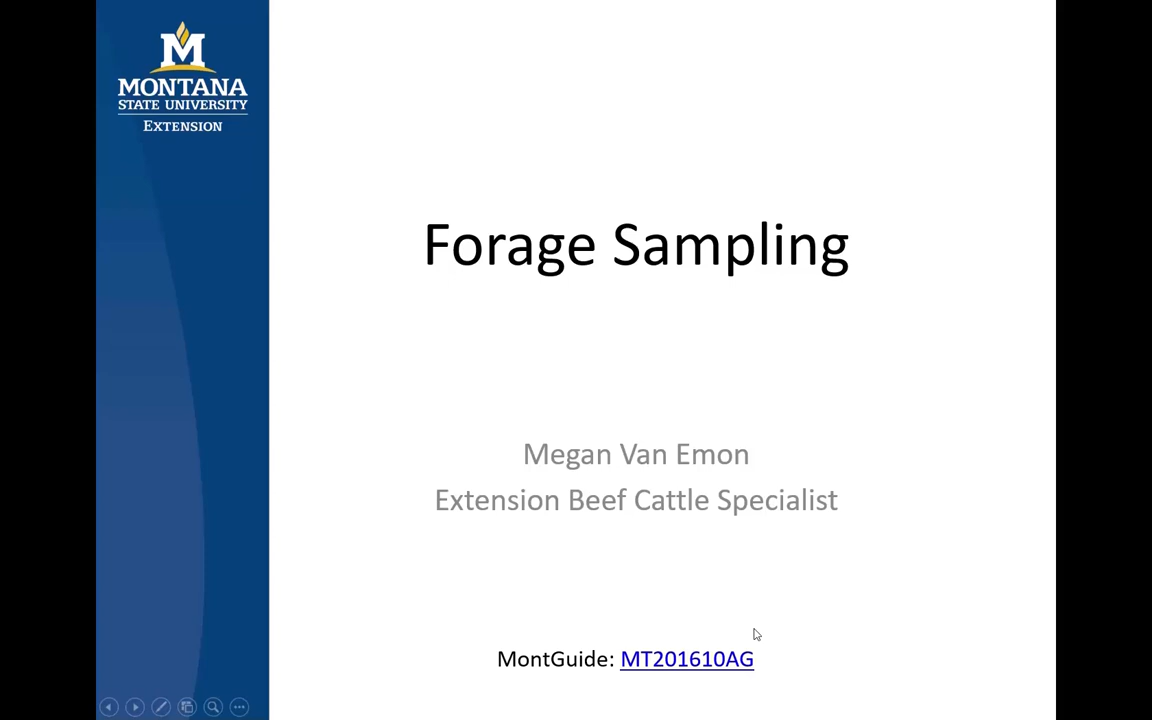 M
MONTANA
STATE UNIVERSITY
EXTENSION
Forage Sampling
Megan Van Emon
Extension Beef Cattle Specialist
MontGuide: MT201610AG